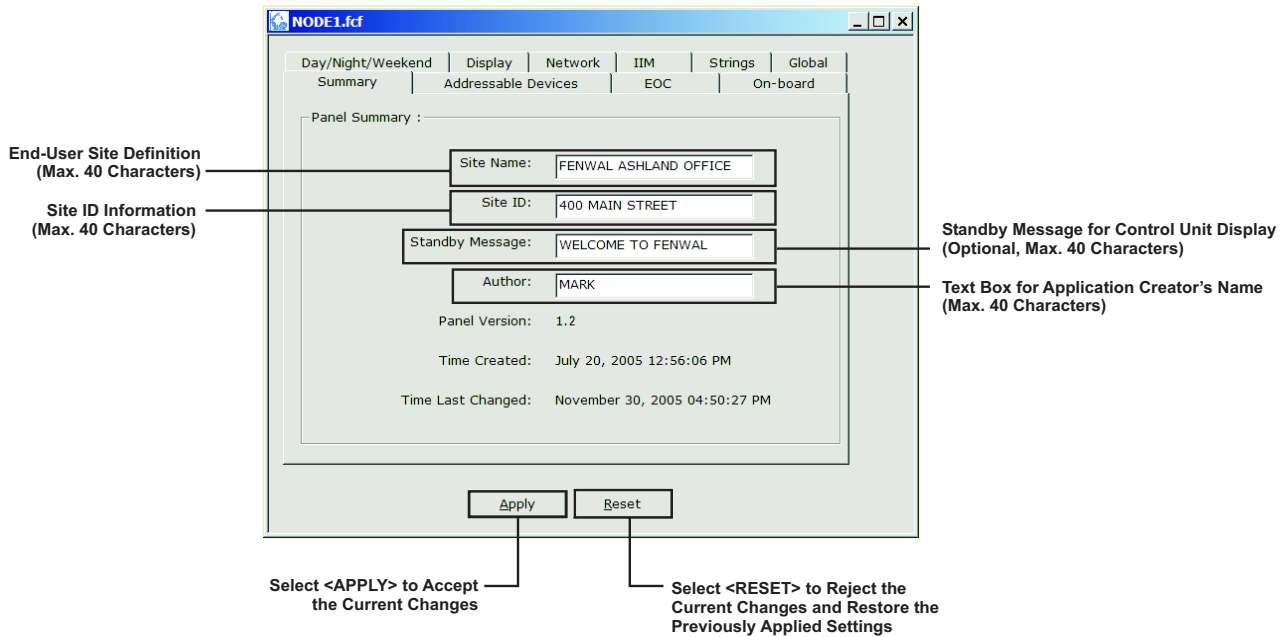 NODE1.fcf
Day/Night/Weekend Display Network IIM Strings Global
Summary Addressable Devices EOC On-board
Panel Summary :
End-User Site Definition
(Max. 40 Characters)
Site Name: FENWAL ASHLAND OFFICE
Site ID Information
(Max. 40 Characters)
Site ID: 400 MAIN STREET
Standby Message: WELCOME TO FENWAL
Standby Message for Control Unit Display
(Optional, Max. 40 Characters)
Author: MARK
Text Box for Application Creator’s Name
(Max. 40 Characters)
Panel Version: 1.2
Time Created: July 20, 2005 12:56:06 PM
Time Last Changed: November 30, 2005 04:50:27 PM
Apply Reset
Select <APPLY> to Accept
the Current Changes
Select <RESET> to Reject the
Current Changes and Restore the
Previously Applied Settings